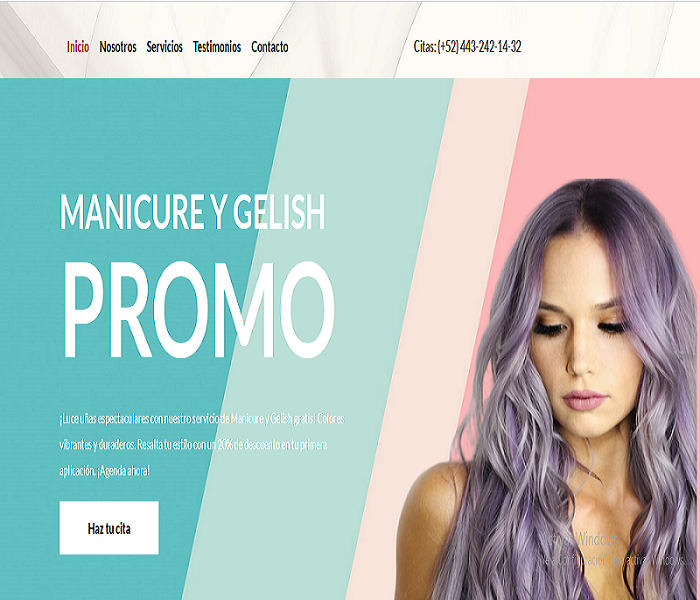 Inicio Nosotros Servicios Testimonios Contacto Citas: (+52) 443-242-14-32
MANICURE Y GELISH
PROMO
¡Luce uñas espectaculares con nuestro servicio de Manicure y Gelish gratis! Colores
vibrantes y duraderos. Resalta tu estilo con un 20% de descuento en tu primera
aplicación. ¡Agenda ahora!
Haz tu cita
Windows
Windows.